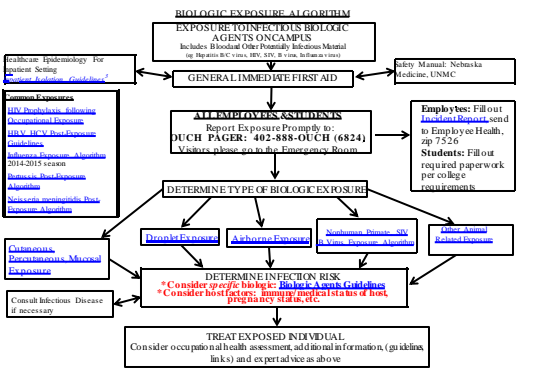 BIOLOGIC EXPOSURE ALGORITHM
EXPOSURE TO INFECTIOUS BIOLOGIC
AGENTS ON CAMPUS
Includes Blood and Other Potentially Infectious Material
(eg Hepatitis B/C virus, HIV, SIV, B virus, Influenza virus)
Healthcare Epidemiology For
Inpatient Setting
Inpatient Isolation Guidelines
GENERAL IMMEDIATE FIRST AID
Safety Manual: Nebraska
Medicine, UNMC
Common Exposures
HIV Prophylaxis following
Occupational Exposure
HBV, HCV Post-Exposure
Guidelines
Influenza Exposure Algorithm
2014-2015 season
Pertussis Post-Exposure
Algorithm
Neisseria meningitidis Post-
Exposure Algorithm
ALL EMPLOYEES & STUDENTS
Report Exposure Promptly to:
OUCH PAGER: 402-888-OUCH (6824)
Visitors please go to the Emergency Room
Employees: Fill out
Incident Report, send
to Employee Health,
zip 7526
Students: Fill out
required paperwork
per college
requirements
DETERMINE TYPE OF BIOLOGIC EXPOSURE
Cutaneous,
Percutaneous, Mucosal
Exposure
Droplet Exposure
Airborne Exposure
Nonhuman Primate, SIV
B Virus Exposure Algorithm
Other Animal
Related Exposure
DETERMINE INFECTION RISK
*Consider specific biologic: Biologic Agents Guidelines
*Consider host factors: immune/medical status of host,
pregnancy status, etc.
Consult Infectious Disease
if necessary
TREAT EXPOSED INDIVIDUAL
Consider occupational health assessment, additional information, (guideline,
links) and expert advice as above